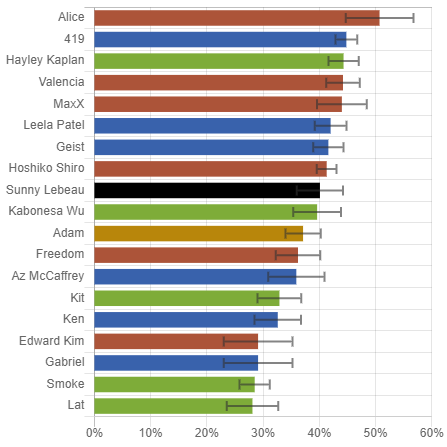 Alice
419
Hayley Kaplan
Valencia
MaxX
Leela Patel
Geist
Hoshiko Shiro
Sunny Lebeau
Kabonesa Wu
Adam
Freedom
Az McCaffrey
Kit
Ken
Edward Kim
Gabriel
Smoke
Lat
0% 10% 20% 30% 40% 50% 60%